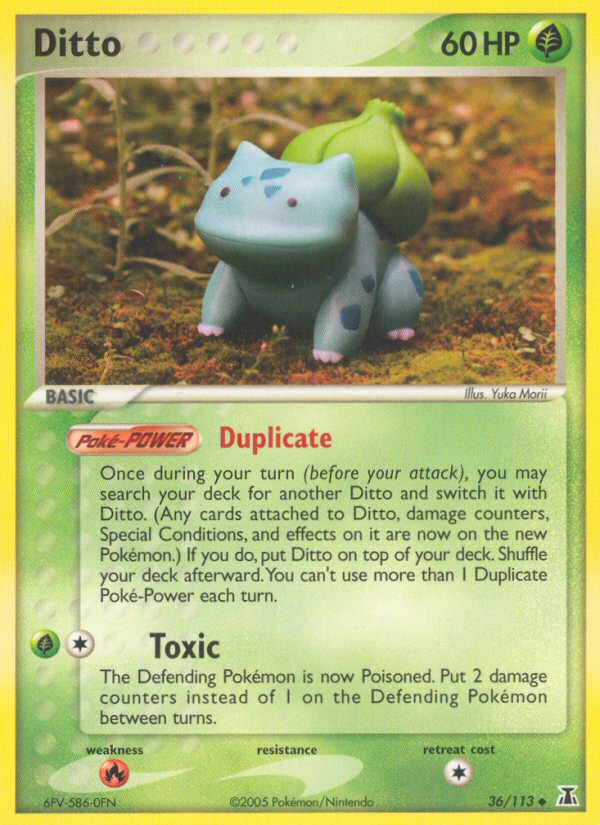 Ditto 60 HP
BASIC Illus. Yuka Morii
Poké-POWER Duplicate
Once during your turn (before your attack), you may
search your deck for another Ditto and switch it with
Ditto. (Any cards attached to Ditto, damage counters,
Special Conditions, and effects on it are now on the new
Pokémon.) If you do, put Ditto on top of your deck. Shuffle
your deck afterward. You can't use more than 1 Duplicate
Poké-Power each turn.
Toxic
The Defending Pokémon is now Poisoned. Put 2 damage
counters instead of 1 on the Defending Pokémon
between turns.
weakness resistance retreat cost
6FV-586-0FN ©2005 Pokémon/Nintendo 36/113